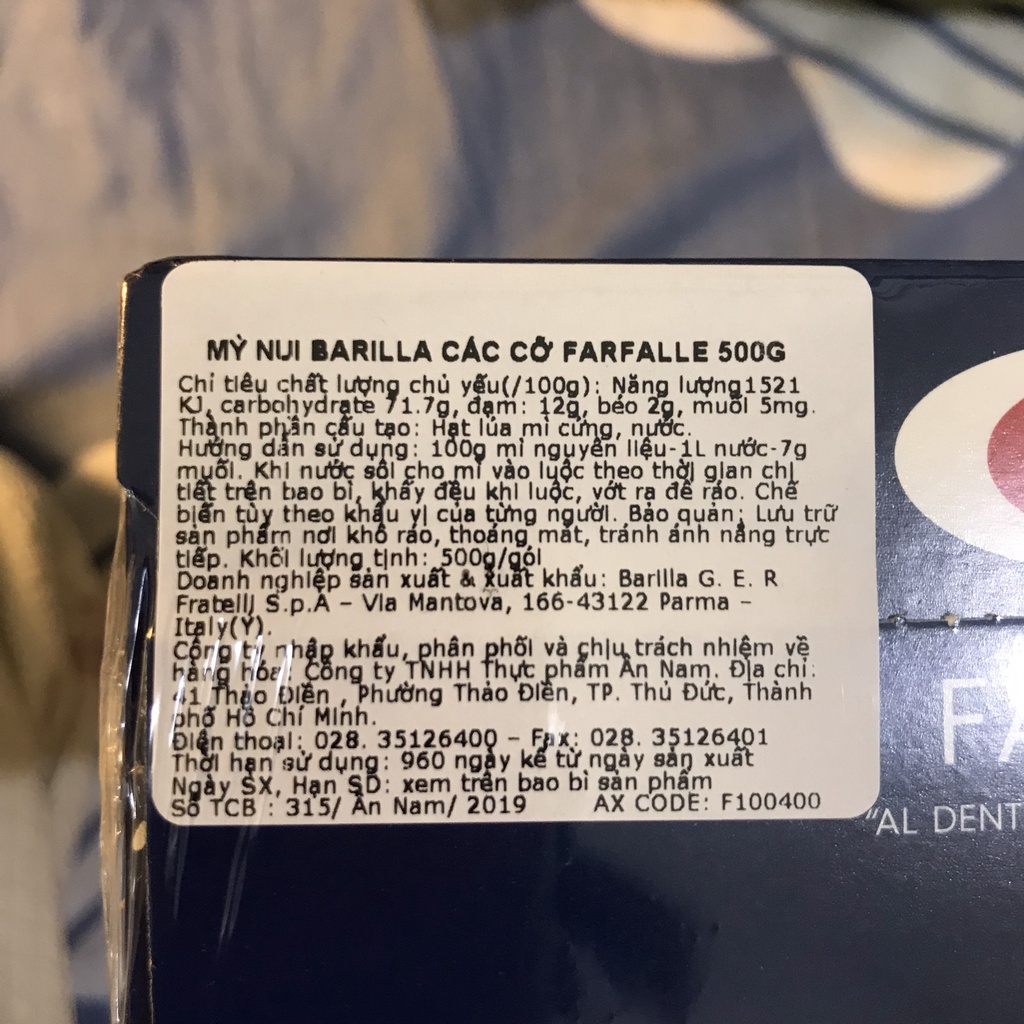 MỲ NUI BARILLA CÁC CỠ FARFALLE 500G
Chỉ tiêu chất lượng chủ yếu(/100g): Năng lượng1521
KJ, carbohydrate 71.7g, đạm: 12g, béo 2g, muối 5mg.
Thành phần cấu tạo: Hạt lúa mì cứng, nước.
Hướng dẫn sử dụng: 100g mì nguyên liệu-1L nước-7g
muối. Khi nước sôi cho mì vào luộc theo thời gian chi
tiết trên bao bì, khấy đều khi luộc, vớt ra để ráo. Chế
biến tùy theo khẩu vị của từng người. Bảo quản: Lưu trữ
sản phẩm nơi khô ráo, thoáng mát, tránh ánh nắng trực
tiếp. Khối lượng tịnh: 500g/gói
Doanh nghiệp sản xuất & xuất khẩu: Barilla G. E. R
Fratelli S.p.A – Via Mantova, 166-43122 Parma –
Italy(Ý).
Công ty nhập khẩu, phân phối và chịu trách nhiệm về
hàng hóa: Công ty TNHH Thực phẩm An Nam. Địa chỉ:
41 Thảo Điền , Phường Thảo Điền, TP. Thủ Đức, Thành
phố Hồ Chí Minh.
Điện thoại: 028. 35126400 – Fax: 028. 35126401
Thời hạn sử dụng: 960 ngày kể từ ngày sản xuất
Ngày SX, Hạn SD: xem trên bao bì sản phẩm
Số TCB : 315/ An Nam/ 2019 AX CODE: F100400
FA
"AL DENT